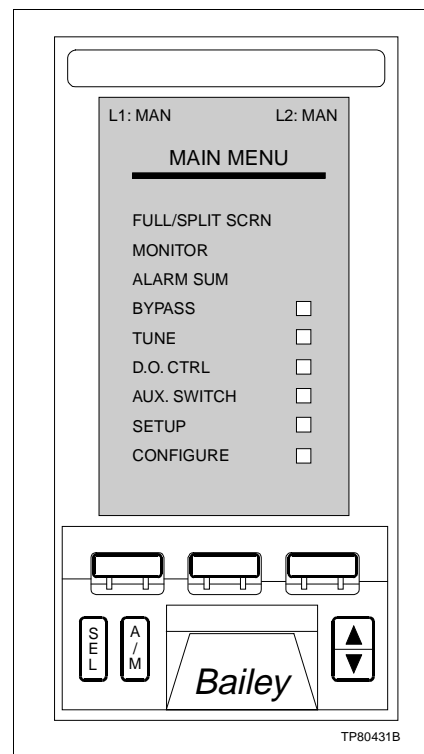 L1: MAN L2: MAN
MAIN MENU
FULL/SPLIT SCRN
MONITOR
ALARM SUM
BYPASS
TUNE
D.O. CTRL
AUX. SWITCH
SETUP
CONFIGURE
SEL
A/M
Bailey
TP80431B